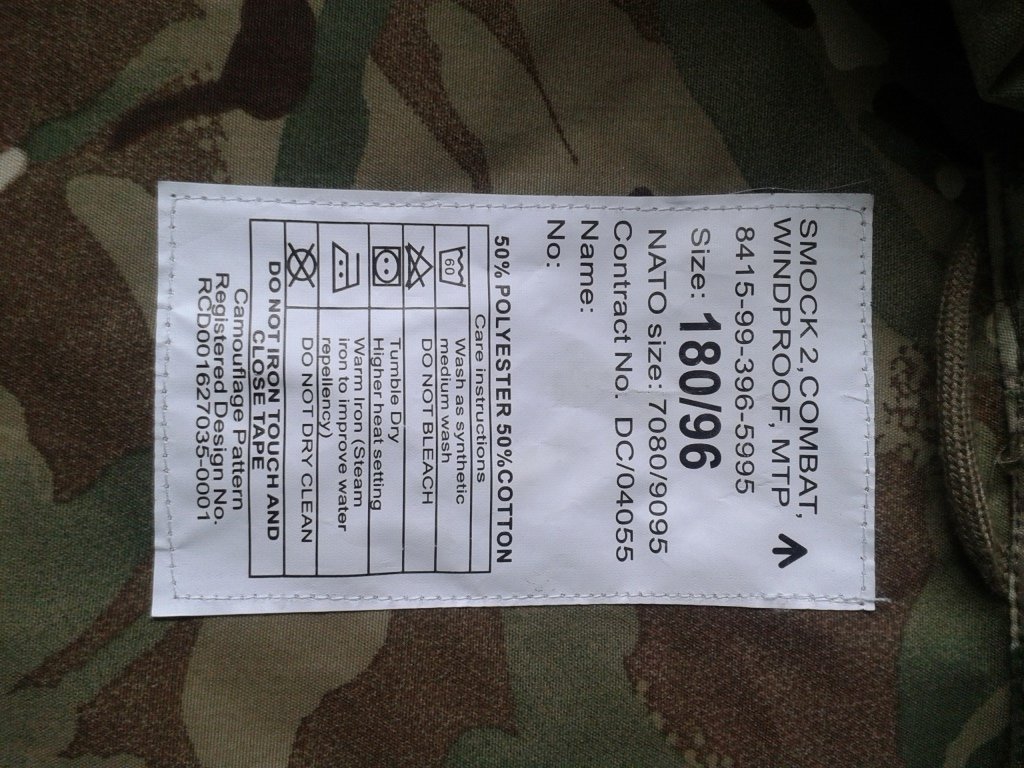 SMOCK 2,COMBAT,
WINDPROOF, MTP
8415-99-396-5995
Size: 180/96
NATO size: 7080/9095
Contract No. DC/04055
Name:
No:
50% POLYESTER 50%COTTON
Care instructions
60
Wash as synthetic
medium wash
DO NOT BLEACH
Tumble Dry
Higher heat setting
Warm Iron (Steam
iron to improve water
repellency)
DO NOT DRY CLEAN
DO NOT IRON TOUCH AND
CLOSE TAPE
Camouflage Pattern
Registered Design No.
RCD001627035-0001